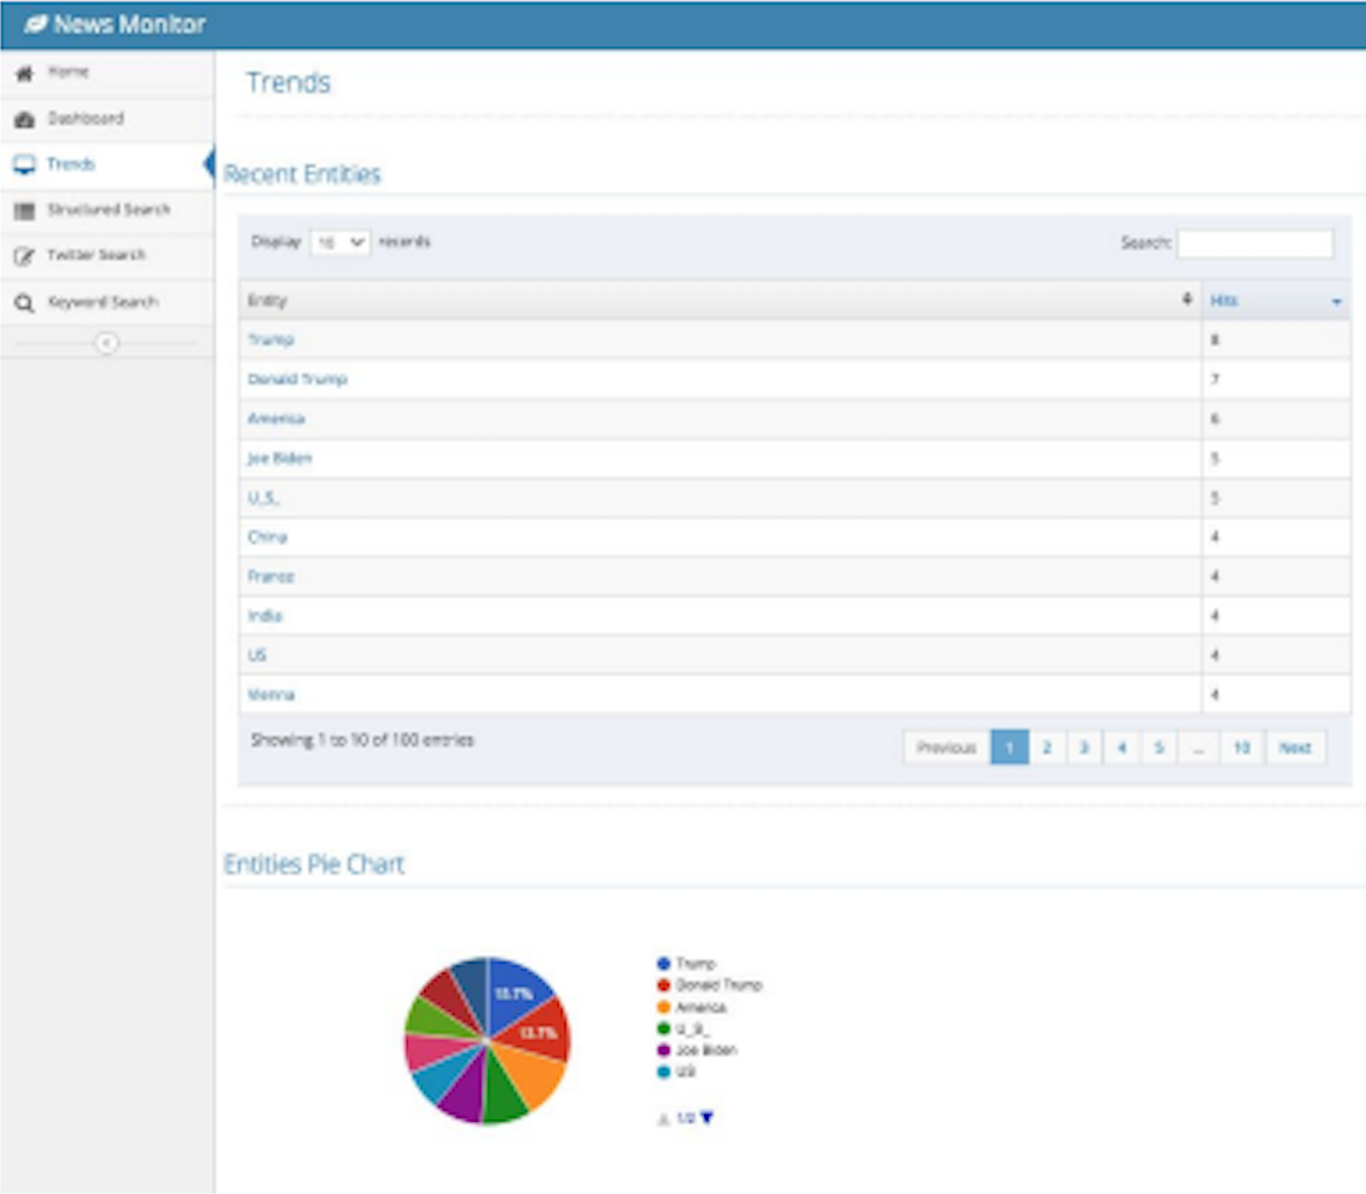 News Monitor
Home
Dashboard
Trends
Structured Search
Twitter Search
Keyword Search
Trends
Recent Entities
Display 10 records Search:
Entity Hits
Trump 8
Donald Trump 7
America 6
Joe Biden 5
U_S_ 5
China 4
France 4
India 4
US 4
Vienna 4
Showing 1 to 10 of 100 entries Previous 1 2 3 4 5 ... 10 Next
Entities Pie Chart
13.7%
Trump
Donald Trump
America
U_S_
Joe Biden
US
1/2